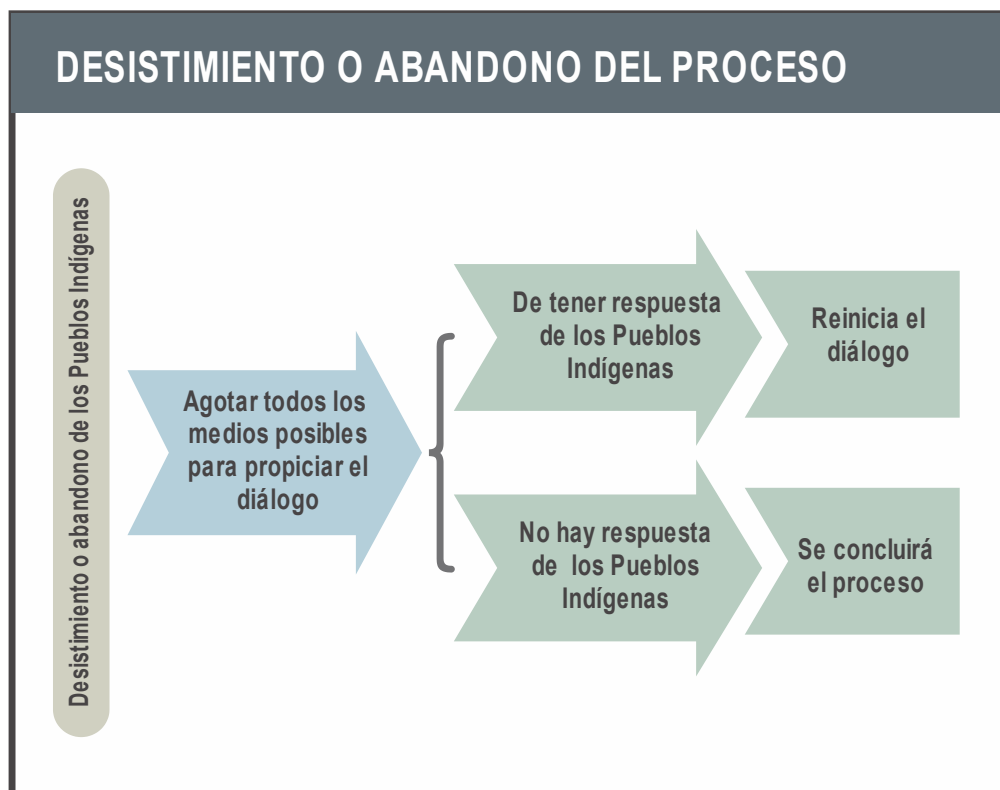 DESISTIMIENTO O ABANDONO DEL PROCESO
Desistimiento o abandono de los Pueblos Indígenas
Agotar todos los
medios posibles
para propiciar el
diálogo
De tener respuesta
de los Pueblos
Indígenas
Reinicia el
diálogo
No hay respuesta
de los Pueblos
Indígenas
Se concluirá
el proceso